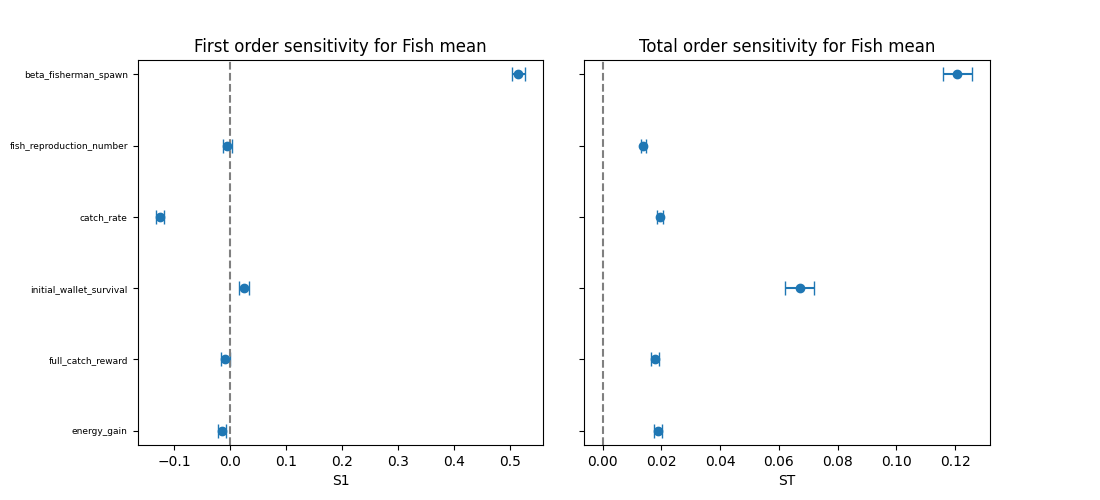 First order sensitivity for Fish mean
beta_fisherman_spawn
fish_reproduction_number
catch_rate
initial_wallet_survival
full_catch_reward
energy_gain
−0.1 0.0 0.1 0.2 0.3 0.4 0.5
S1
Total order sensitivity for Fish mean
0.00 0.02 0.04 0.06 0.08 0.10 0.12
ST